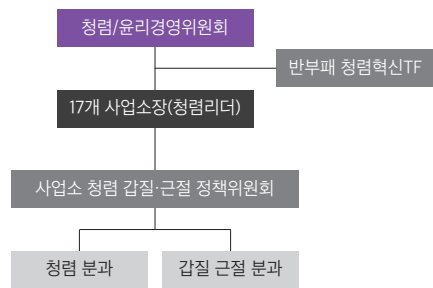 청렴/윤리경영위원회
반부패 청렴혁신TF
17개 사업소장(청렴리더)
사업소 청렴 갑질·근절 정책위원회
청렴 분과
갑질 근절 분과